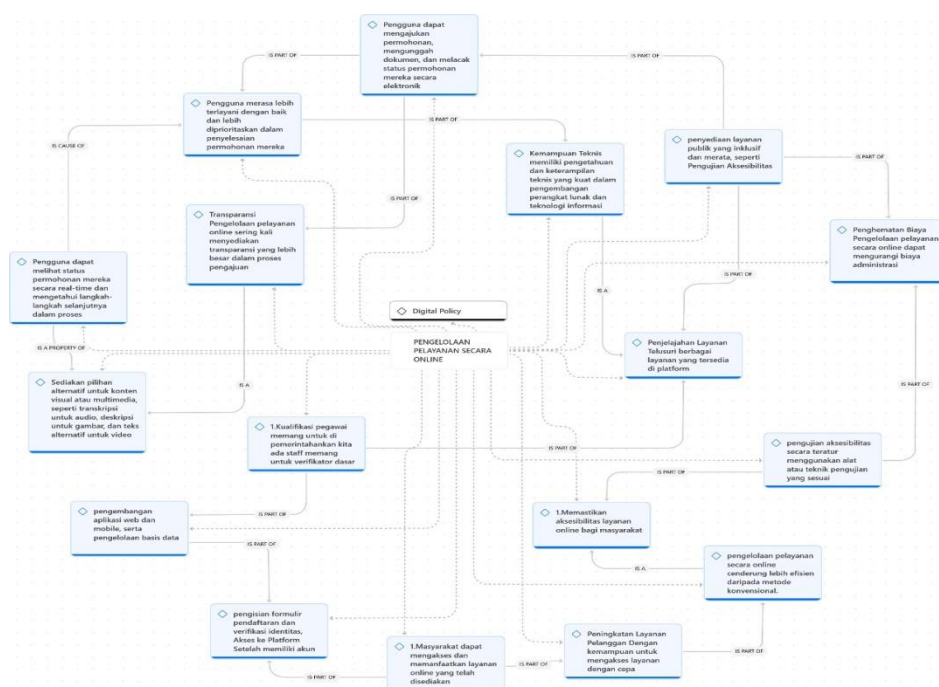 Pengguna dapat
mengajukan permohonan,
mengunggah
dokumen, dan melacak
status permohonan
mereka secara
elektronik
IS PART OF
IS PART OF
Pengguna merasa lebih
terlayani dengan baik
dan lebih
diprioritaskan dalam
penyelesaian
permohonan mereka
IS PART OF
IS CAUSE OF
Kemampuan Teknis
memiliki pengetahuan
dan keterampilan
teknis yang kuat dalam
pengembangan
perangkat lunak dan
teknologi informasi
penyediaan layanan
publik yang inklusif
dan merata, seperti
Pengujian Aksesibilitas
IS PART OF
IS PART OF
Transparansi
Pengelolaan pelayanan
online sering kali
menyediakan
transparansi yang lebih
besar dalam proses
pengajuan
Penghematan Biaya
Pengelolaan pelayanan
secara online dapat
mengurangi biaya
administrasi
Pengguna dapat
melihat status
permohonan mereka
secara real-time dan
mengetahui langkah-
langkah selanjutnya
dalam proses
IS PART OF
IS A
Digital Policy
PENGELOLAAN
PELAYANAN SECARA
ONLINE
Penjelajahan Layanan
Telusuri berbagai
layanan yang tersedia
di platform
IS A PROPERTY OF
IS A
IS PART OF
Sediakan pilihan
alternatif untuk konten
visual atau multimedia,
seperti transkripsi
untuk audio, deskripsi
untuk gambar, dan teks
alternatif untuk video
1.Kualifikasi pegawai
memang untuk di
pemerintahankan kita
ada staff memang
untuk verifikator dasar
IS PART OF
pengujian aksesibilitas
secara teratur
menggunakan alat
atau teknik pengujian
yang sesuai
IS PART OF
pengembangan
aplikasi web dan
mobile, serta
pengelolaan basis data
IS PART OF
1.Memastikan
aksesibilitas layanan
online bagi masyarakat
IS PART OF
IS A
pengelolaan pelayanan
secara online
cenderung lebih efisien
daripada metode
konvensional.
pengisian formulir
pendaftaran dan
verifikasi identitas,
Akses ke Platform
Setelah memiliki akun
IS PART OF
1.Masyarakat dapat
mengakses dan
memanfaatkan layanan
online yang telah
disediakan
IS PART OF
Peningkatan Layanan
Pelanggan Dengan
kemampuan untuk
mengakses layanan
dengan cepa
IS PART OF